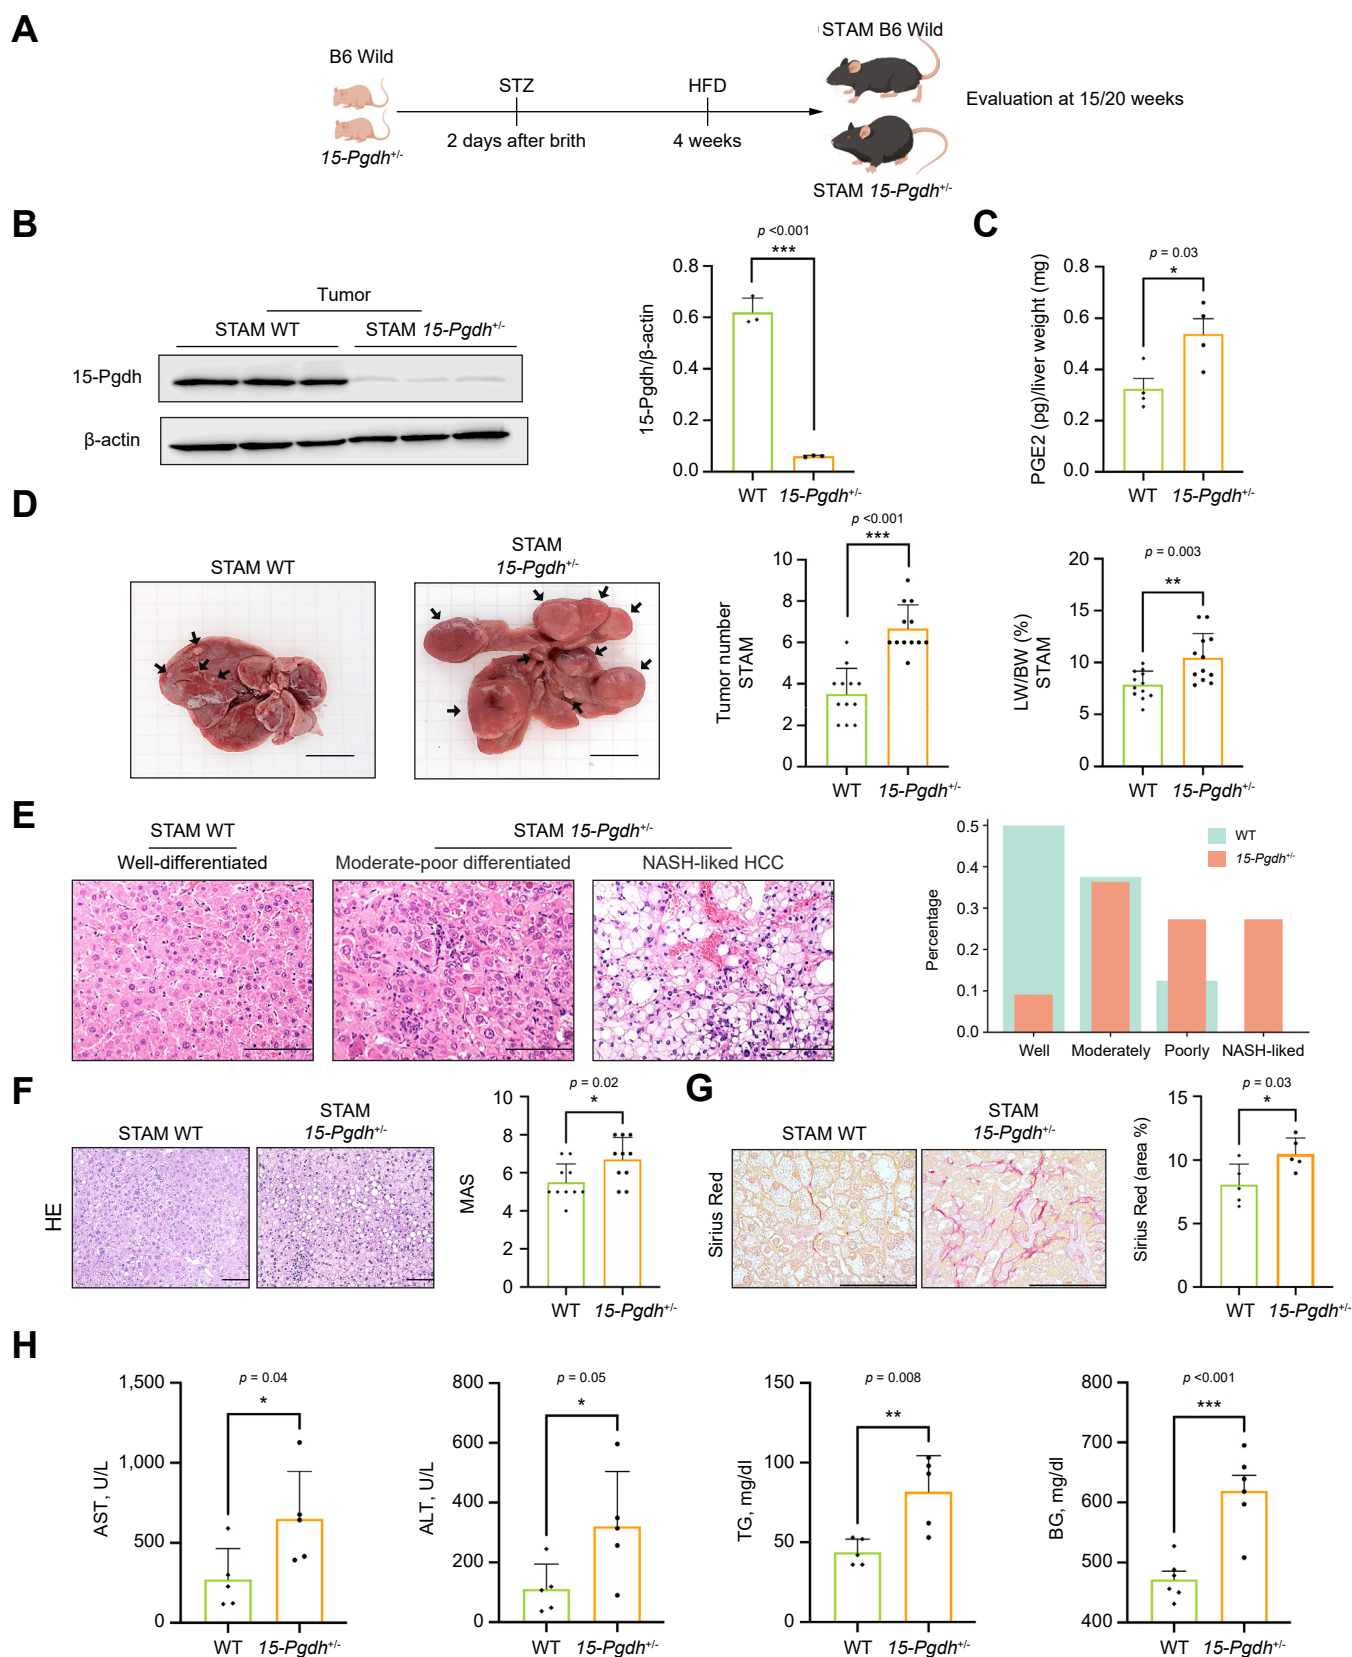 A
B6 Wild
15-Pgdh+/-
STZ
2 days after brith
HFD
4 weeks
STAM B6 Wild
STAM 15-Pgdh+/-
Evaluation at 15/20 weeks
B
Tumor
STAM WT STAM 15-Pgdh+/-
15-Pgdh
β-actin
p <0.001
***
15-Pgdh/β-actin
0.8
0.6
0.4
0.2
0.0
WT 15-Pgdh+/-
C
p = 0.03
*
PGE2 (pg)/liver weight (mg)
0.8
0.6
0.4
0.2
0.0
WT 15-Pgdh+/-
D
STAM WT
STAM
15-Pgdh+/-
p <0.001
***
Tumor number
STAM
10
8
6
4
2
0
WT 15-Pgdh+/-
p = 0.003
**
LW/BW (%)
STAM
20
15
10
5
0
WT 15-Pgdh+/-
E
STAM WT
Well-differentiated
STAM 15-Pgdh+/-
Moderate-poor differentiated
NASH-liked HCC
Percentage
0.5
0.4
0.3
0.2
0.1
0.0
WT
15-Pgdh+/-
Well Moderately Poorly NASH-liked
F
HE
STAM WT
STAM
15-Pgdh+/-
p = 0.02
*
MAS
10
8
6
4
2
0
WT 15-Pgdh+/-
G
Sirius Red
STAM WT
STAM
15-Pgdh+/-
p = 0.03
*
Sirius Red (area %)
15
10
5
0
WT 15-Pgdh+/-
H
p = 0.04
*
AST, U/L
1,500
1,000
500
0
WT 15-Pgdh+/-
p = 0.05
*
ALT, U/L
800
600
400
200
0
WT 15-Pgdh+/-
p = 0.008
**
TG, mg/dl
150
100
50
0
WT 15-Pgdh+/-
p <0.001
***
BG, mg/dl
800
700
600
500
400
WT 15-Pgdh+/-